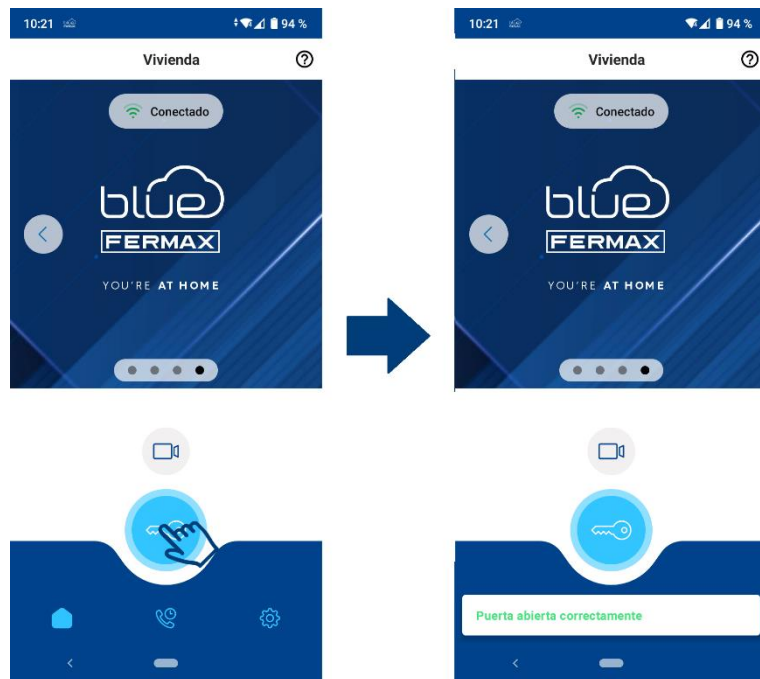 10:21
94 %
Vivienda
Conectado
blue
FERMAX
YOU'RE AT HOME
10:21
94 %
Vivienda
Conectado
blue
FERMAX
YOU'RE AT HOME
Puerta abierta correctamente